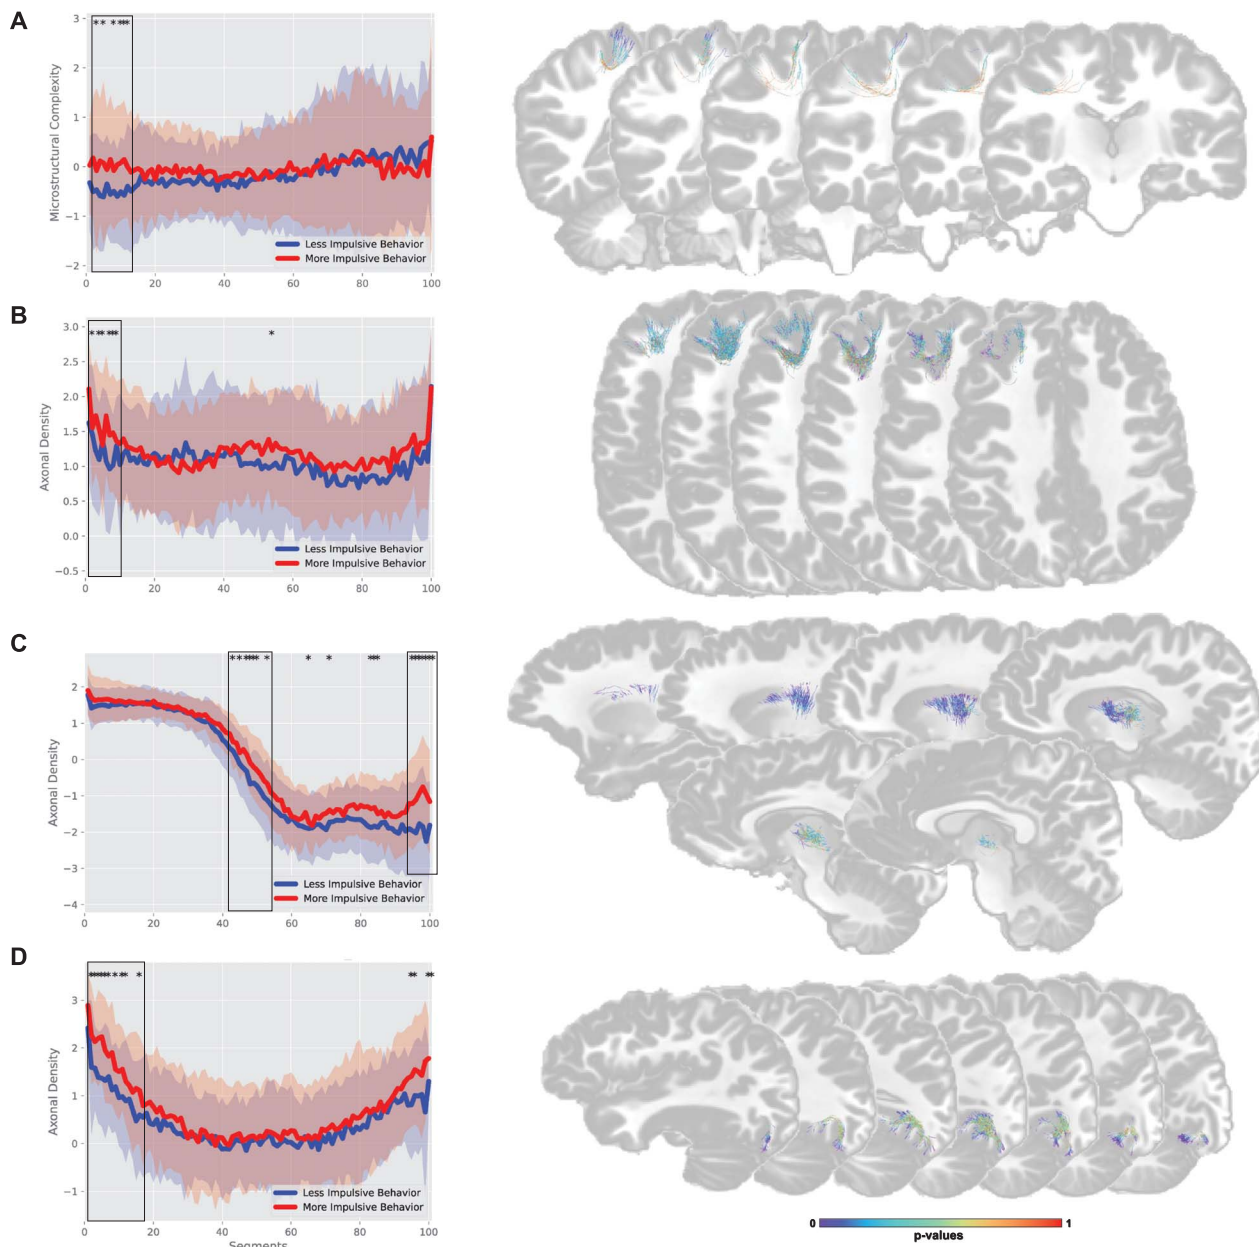 A
Microstructural Complexity
3
2
1
0
−1
−2
* ** * ****
Less Impulsive Behavior
More Impulsive Behavior
0 20 40 60 80 100
B
Axonal Density
3.0
2.5
2.0
1.5
1.0
0.5
0.0
−0.5
Less Impulsive Behavior
More Impulsive Behavior
0 20 40 60 80 100
C
Axonal Density
2
1
0
−1
−2
−3
−4
Less Impulsive Behavior
More Impulsive Behavior
0 20 40 60 80 100
D
Axonal Density
3
2
1
0
−1
Less Impulsive Behavior
More Impulsive Behavior
0 20 40 60 80 100
Segments
0 1
p-values